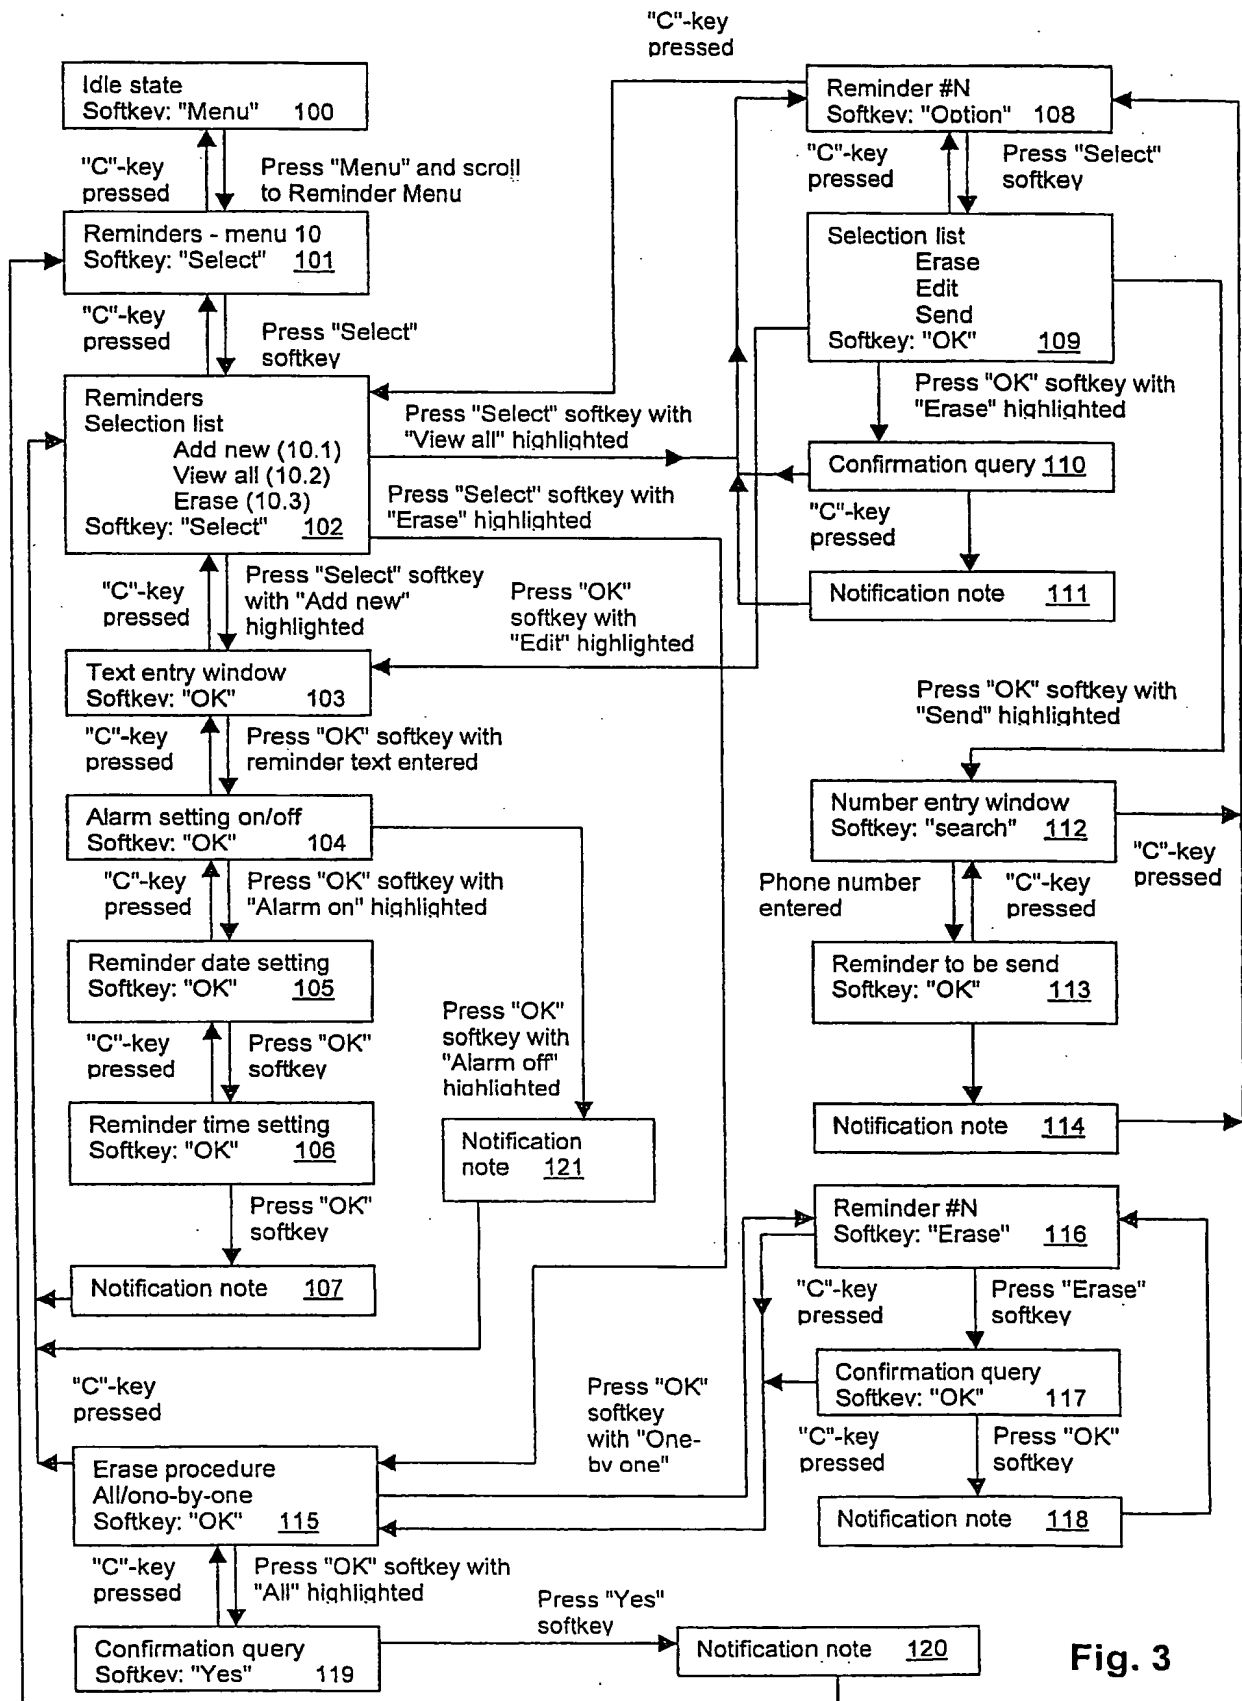 "C"-key
pressed
Idle state
Softkey: "Menu" 100
"C"-key
pressed
Press "Menu" and scroll
to Reminder Menu
Reminders - menu 10
Softkey: "Select" 101
"C"-key
pressed
Press "Select"
softkey
Reminders
Selection list
Add new (10.1)
View all (10.2)
Erase (10.3)
Softkey: "Select" 102
Press "Select" softkey with
"View all" highlighted
Press "Select" softkey with
"Erase" highlighted
"C"-key
pressed
Press "Select" softkey
with "Add new"
highlighted
Press "OK"
softkey with
"Edit" highlighted
Text entry window
Softkey: "OK" 103
"C"-key
pressed
Press "OK" softkey with
reminder text entered
Alarm setting on/off
Softkey: "OK" 104
"C"-key
pressed
Press "OK" softkey with
"Alarm on" highlighted
Reminder date setting
Softkey: "OK" 105
"C"-key
pressed
Press "OK"
softkey
Press "OK"
softkey with
"Alarm off"
highlighted
Reminder time setting
Softkey: "OK" 106
Notification
note 121
Press "OK"
softkey
Notification note 107
"C"-key
pressed
Erase procedure
All/ono-by-one
Softkey: "OK" 115
Press "OK"
softkey
with "One-
by one"
"C"-key
pressed
Press "OK" softkey with
"All" highlighted
Press "Yes"
softkey
Confirmation query
Softkey: "Yes" 119
Notification note 120
Reminder #N
Softkey: "Option" 108
"C"-key
pressed
Press "Select"
softkey
Selection list
Erase
Edit
Send
Softkey: "OK" 109
Press "OK" softkey with
"Erase" highlighted
Confirmation query 110
"C"-key
pressed
Notification note 111
Press "OK" softkey with
"Send" highlighted
Number entry window
Softkey: "search" 112
"C"-key
pressed
Phone number
entered
"C"-key
pressed
Reminder to be send
Softkey: "OK" 113
Notification note 114
Reminder #N
Softkey: "Erase" 116
"C"-key
pressed
Press "Erase"
softkey
Confirmation query
Softkey: "OK" 117
"C"-key
pressed
Press "OK"
softkey
Notification note 118
Fig. 3